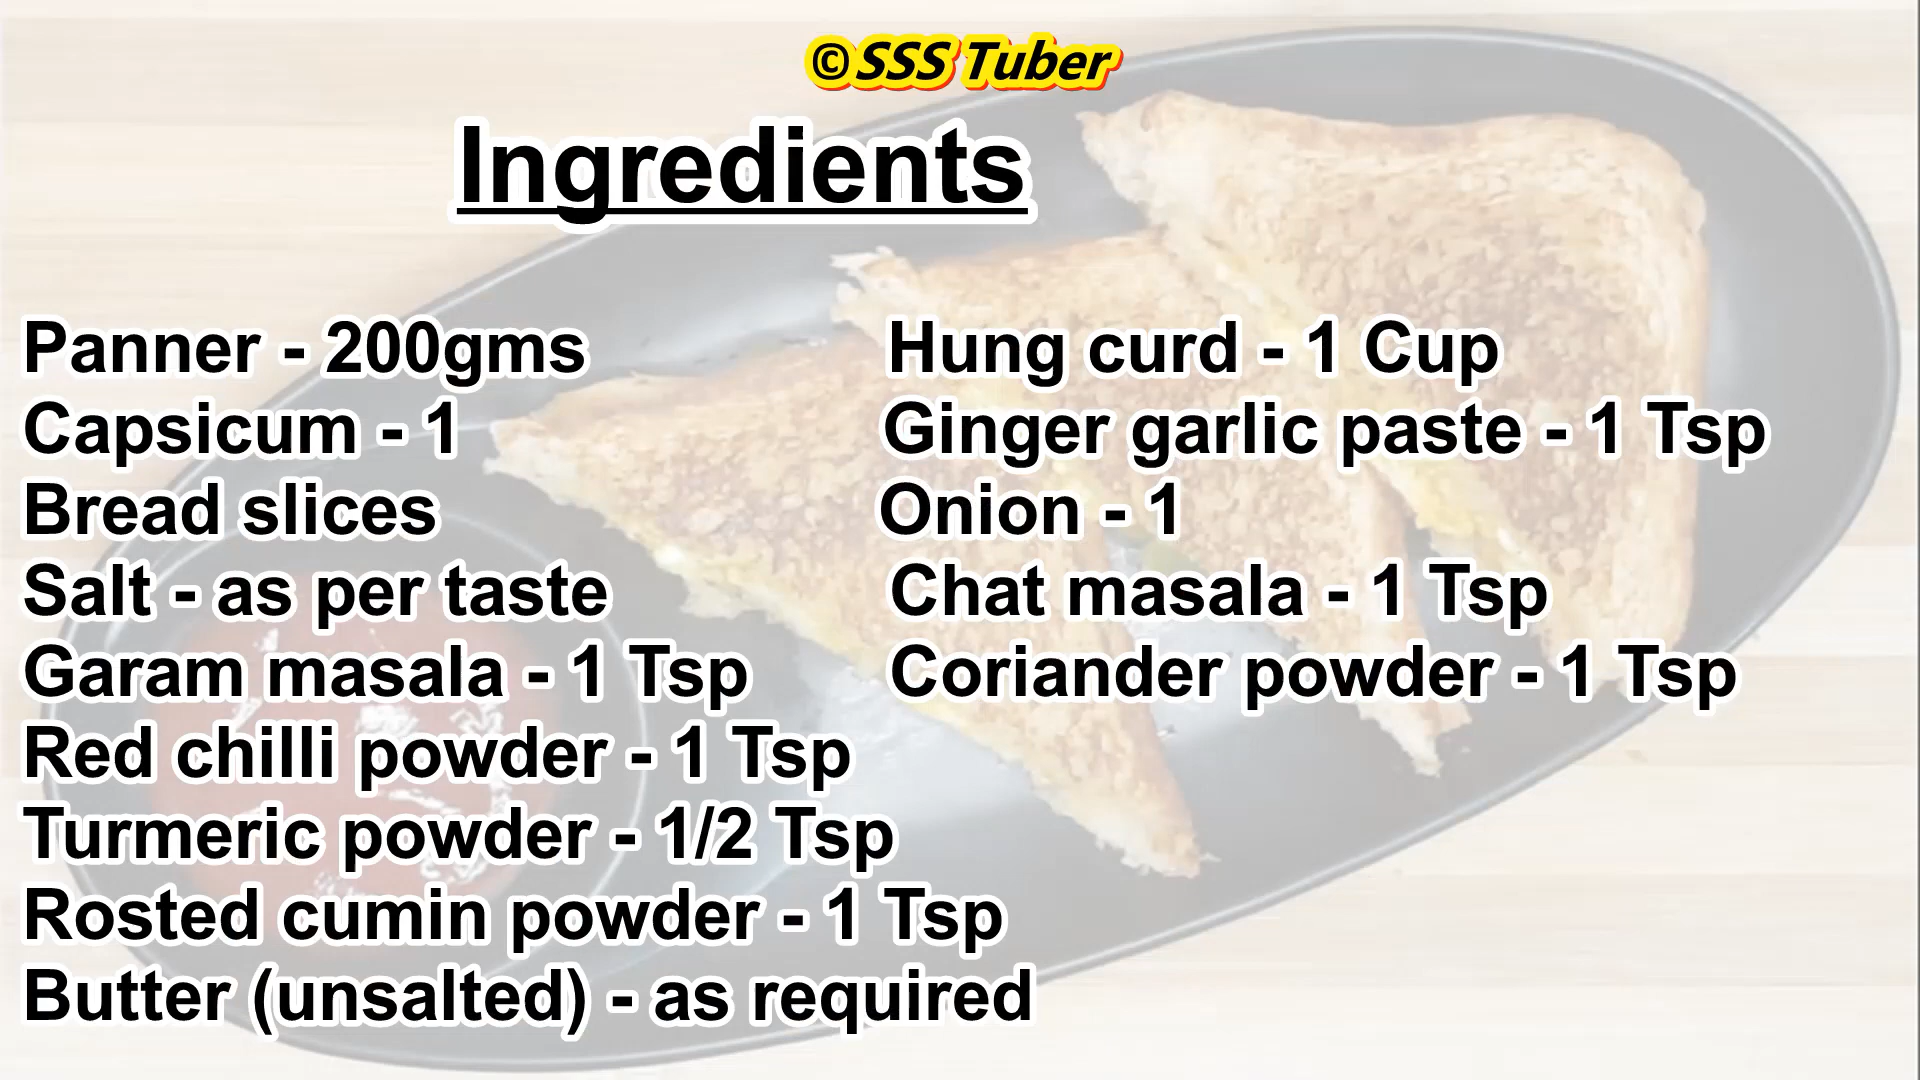 ©SSS Tuber
Ingredients
Panner - 200gms
Capsicum - 1
Bread slices
Salt - as per taste
Garam masala - 1 Tsp
Red chilli powder - 1 Tsp
Turmeric powder - 1/2 Tsp
Rosted cumin powder - 1 Tsp
Butter (unsalted) - as required
Hung curd - 1 Cup
Ginger garlic paste - 1 Tsp
Onion - 1
Chat masala - 1 Tsp
Coriander powder - 1 Tsp